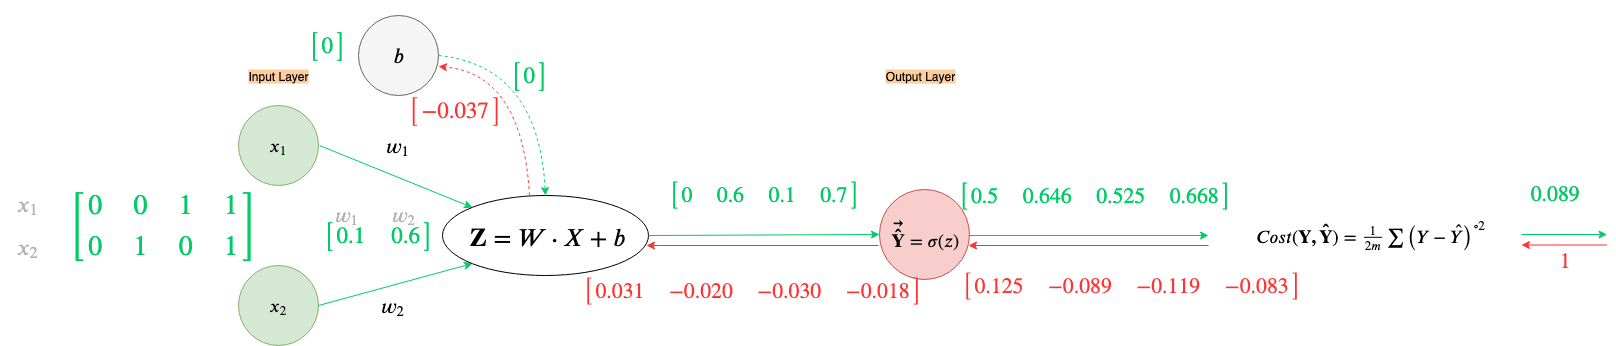 [0]
b
[0]
Input Layer
Output Layer
[-0.037]
x₁
w₁
x₁ [0 0 1 1
x₂ 0 1 0 1]
w₁ w₂
[0.1 0.6]
Z = W · X + b
[0 0.6 0.1 0.7]
Ŷ⃗ = σ(z)
[0.5 0.646 0.525 0.668]
Cost(Y, Ŷ) = 1/2m ∑ (Y − Ŷ)^∘2
0.089
1
[0.031 -0.020 -0.030 -0.018]
[0.125 -0.089 -0.119 -0.083]
x₂
w₂